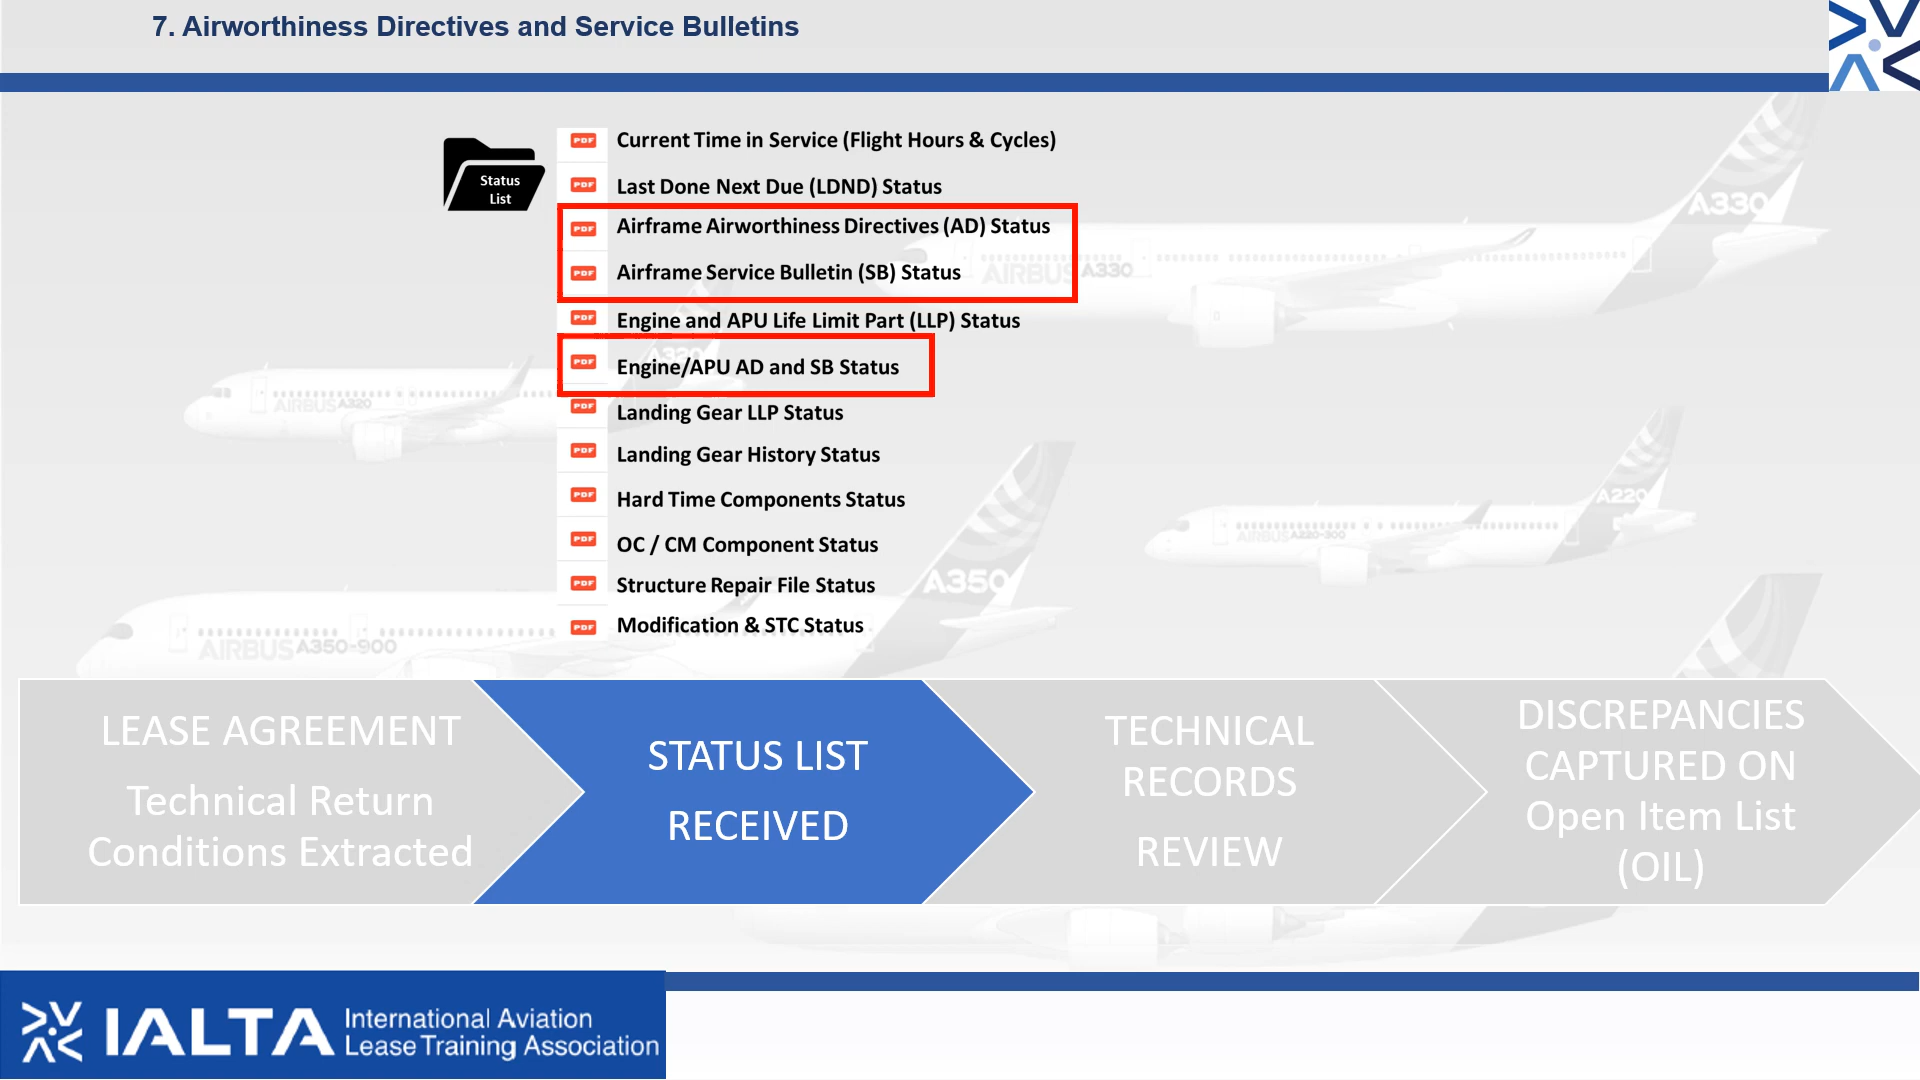 7. Airworthiness Directives and Service Bulletins
Status
List
PDF Current Time in Service (Flight Hours & Cycles)
PDF Last Done Next Due (LDND) Status
PDF Airframe Airworthiness Directives (AD) Status
PDF Airframe Service Bulletin (SB) Status
PDF Engine and APU Life Limit Part (LLP) Status
PDF Engine/APU AD and SB Status
PDF Landing Gear LLP Status
PDF Landing Gear History Status
PDF Hard Time Components Status
PDF OC / CM Component Status
PDF Structure Repair File Status
PDF Modification & STC Status
A330
AIRBUS A330
A320
AIRBUS A320
A220
AIRBUS A220-300
A350
AIRBUS A350-900
LEASE AGREEMENT
Technical Return
Conditions Extracted
STATUS LIST
RECEIVED
TECHNICAL
RECORDS
REVIEW
DISCREPANCIES
CAPTURED ON
Open Item List
(OIL)
IALTA
International Aviation
Lease Training Association